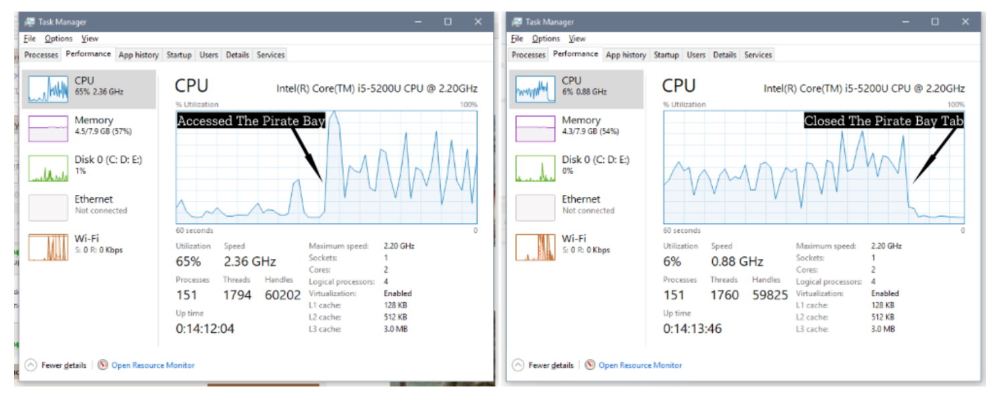 Task Manager
File Options View
Processes Performance App history Startup Users Details Services
CPU
65% 2.36 GHz
Memory
4.5/7.9 GB (57%)
Disk 0 (C: D: E:)
1%
Ethernet
Not connected
Wi-Fi
S: 0 R: 0 Kbps
CPU Intel(R) Core(TM) i5-5200U CPU @ 2.20GHz
% Utilization 100%
Accessed The Pirate Bay
60 seconds 0
Utilization Speed
65% 2.36 GHz
Processes Threads Handles
151 1794 60202
Up time
0:14:12:04
Maximum speed: 2.20 GHz
Sockets: 1
Cores: 2
Logical processors: 4
Virtualization: Enabled
L1 cache: 128 KB
L2 cache: 512 KB
L3 cache: 3.0 MB
Fewer details Open Resource Monitor
Task Manager
File Options View
Processes Performance App history Startup Users Details Services
CPU
6% 0.88 GHz
Memory
4.3/7.9 GB (54%)
Disk 0 (C: D: E:)
0%
Ethernet
Not connected
Wi-Fi
S: 0 R: 0 Kbps
CPU Intel(R) Core(TM) i5-5200U CPU @ 2.20GHz
% Utilization 100%
Closed The Pirate Bay Tab
60 seconds 0
Utilization Speed
6% 0.88 GHz
Processes Threads Handles
151 1760 59825
Up time
0:14:13:46
Maximum speed: 2.20 GHz
Sockets: 1
Cores: 2
Logical processors: 4
Virtualization: Enabled
L1 cache: 128 KB
L2 cache: 512 KB
L3 cache: 3.0 MB
Fewer details Open Resource Monitor